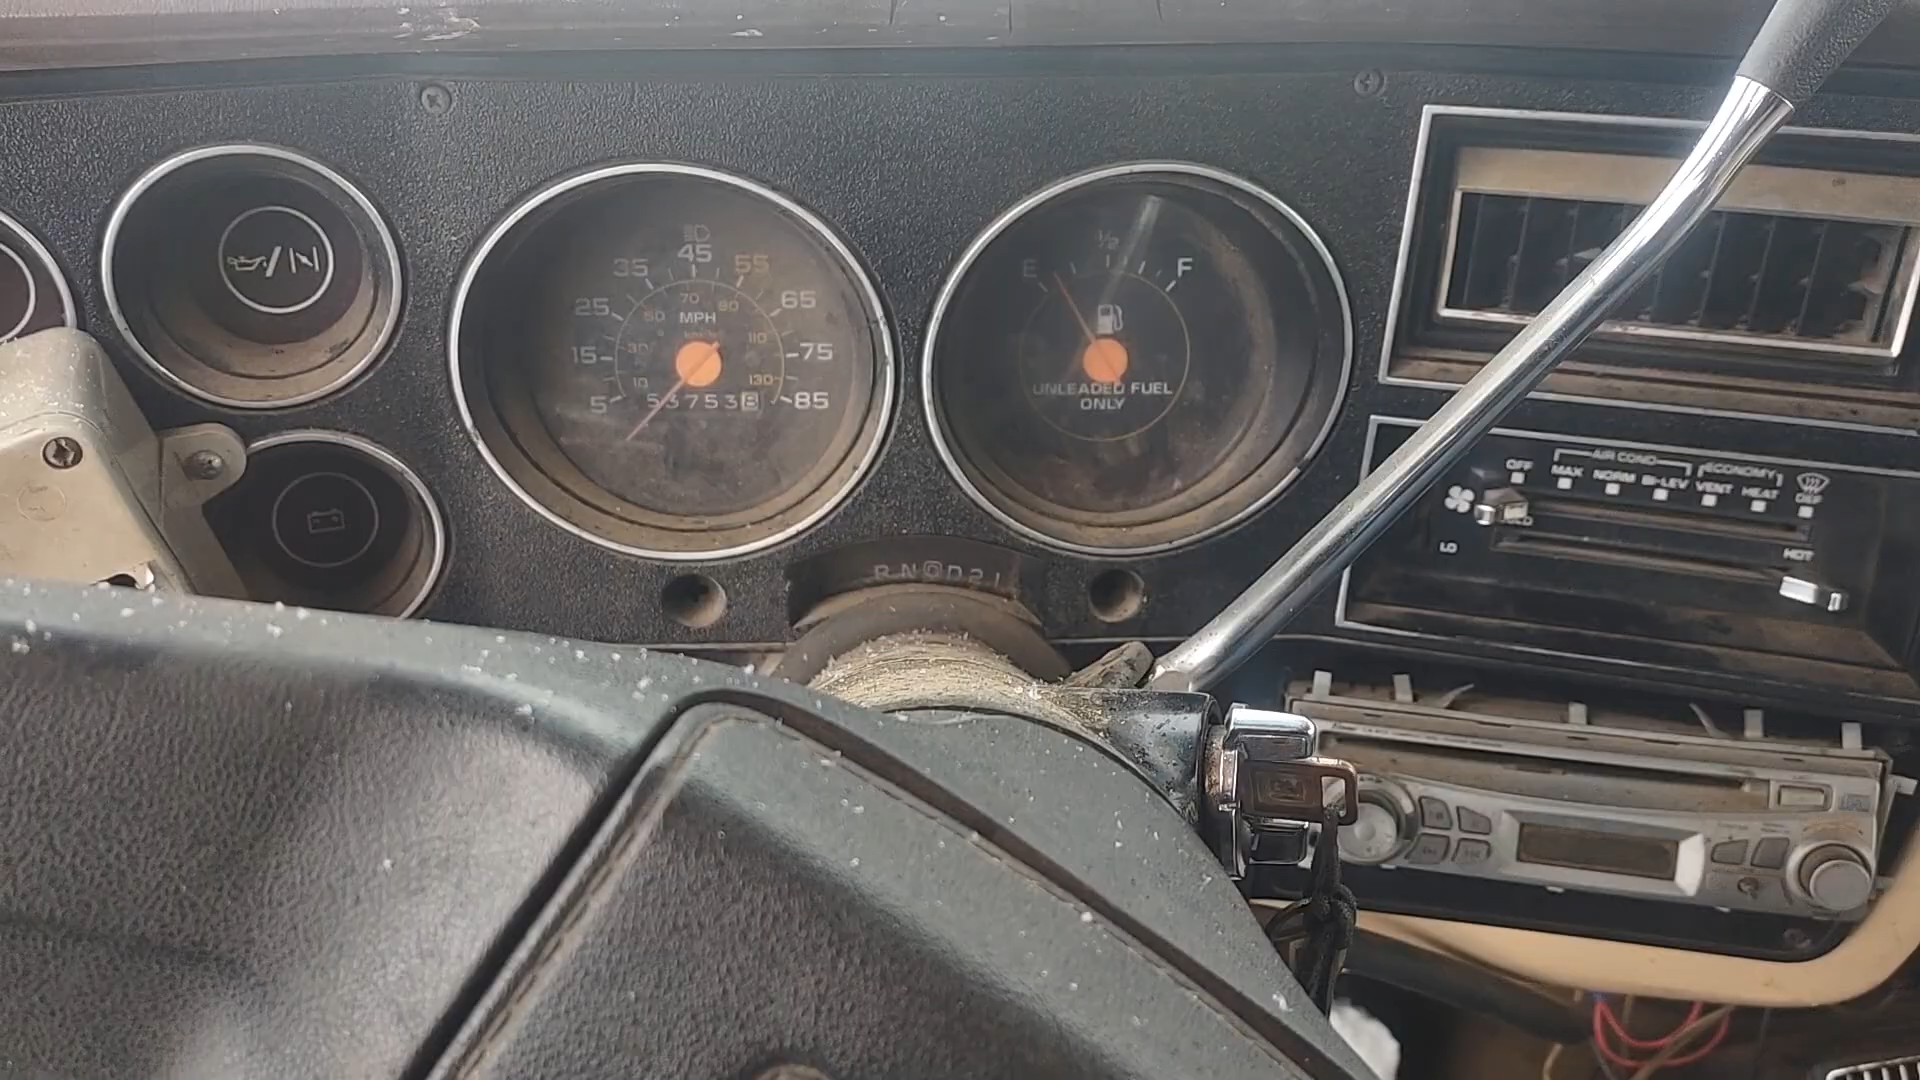 45
35 55
25 65
70
50 80
MPH
km/h
30 110
15 75
10 130
5 537538 85
E ½ F
UNLEADED FUEL
ONLY
R N D 2 1
AIR COND ECONOMY
OFF MAX NORM BI-LEV VENT HEAT DEF
COLD
LO HOT